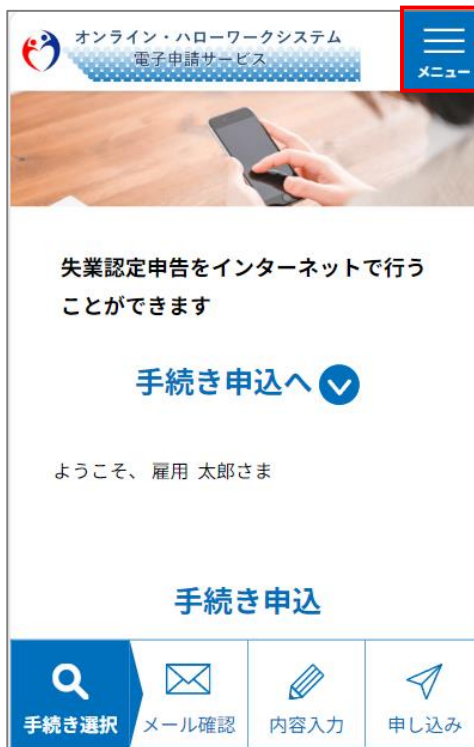 オンライン・ハローワークシステム
電子申請サービス
メニュー
失業認定申告をインターネットで行う
ことができます
手続き申込へ
ようこそ、 雇用 太郎さま
手続き申込
手続き選択
メール確認
内容入力
申し込み